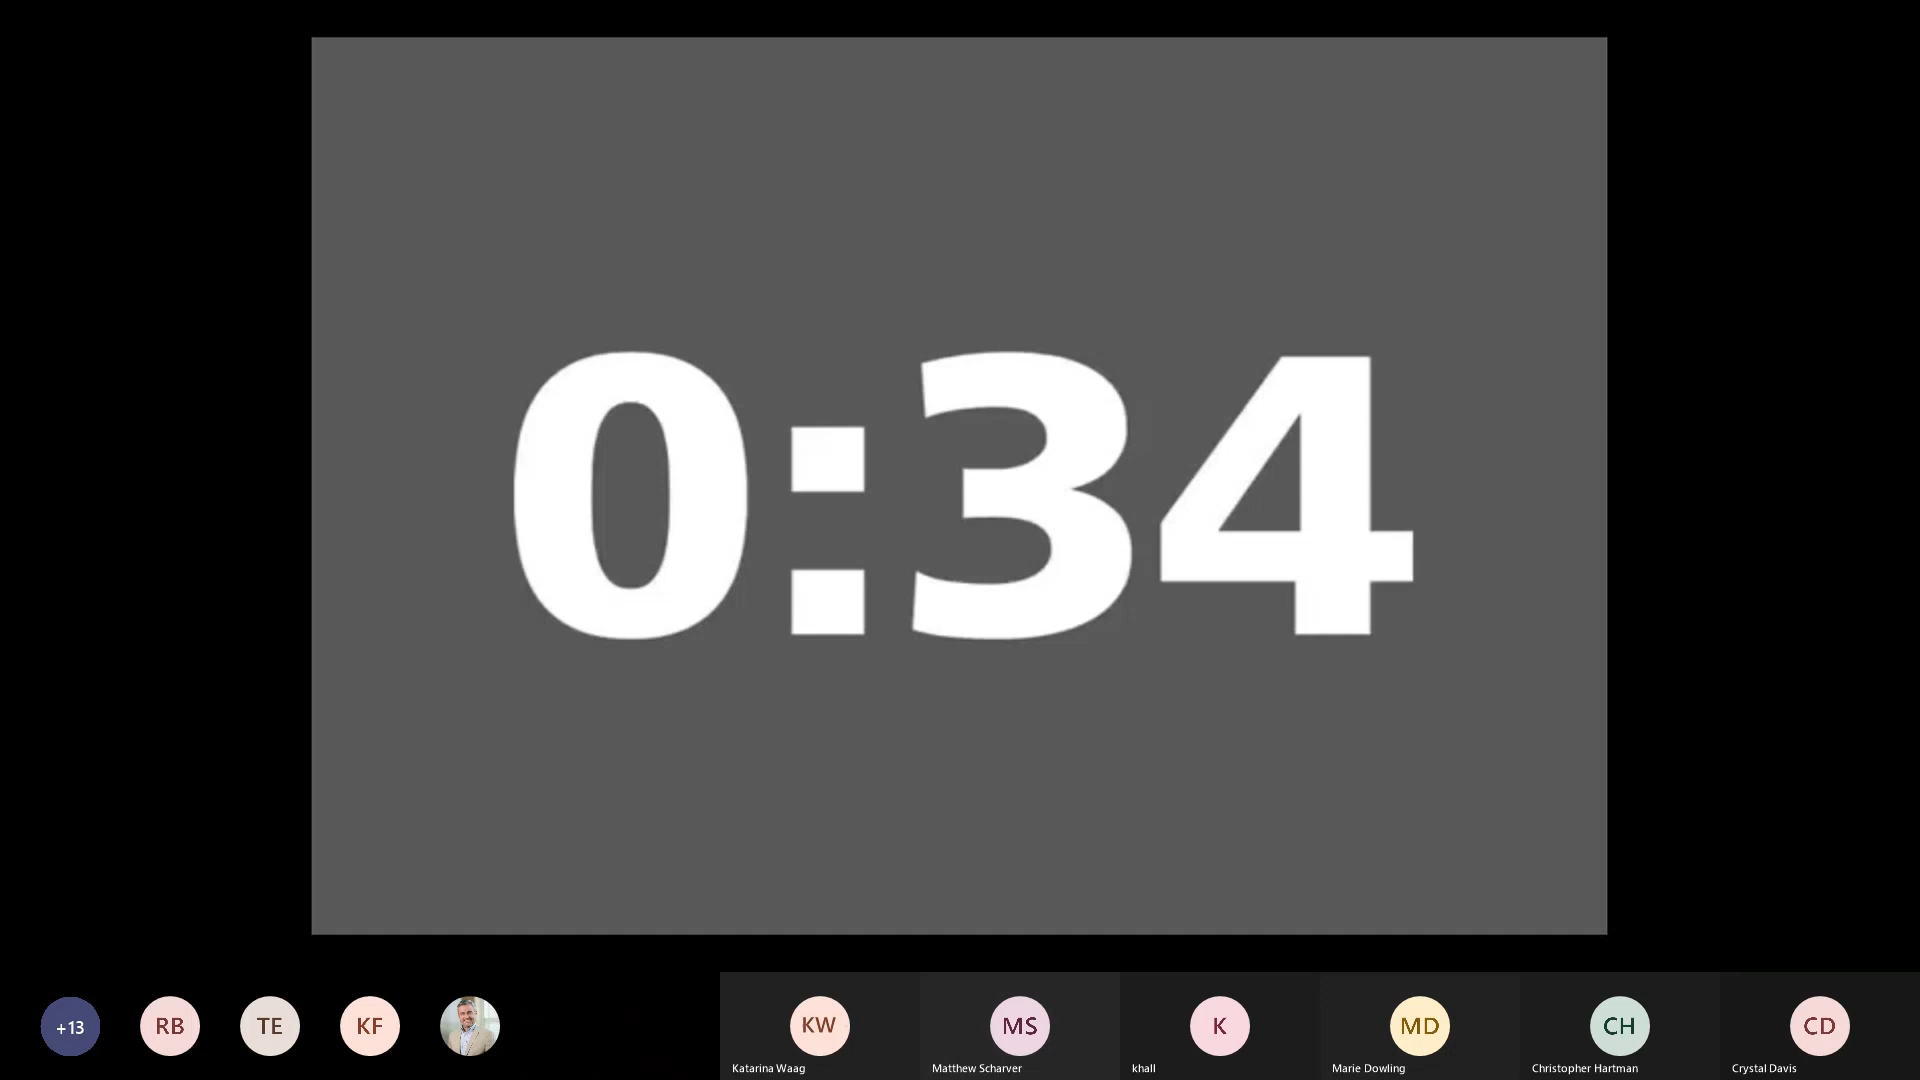 0:34
+13
RB
TE
KF
KW
Katarina Waag
MS
Matthew Scharver
K
khall
MD
Marie Dowling
CH
Christopher Hartman
CD
Crystal Davis